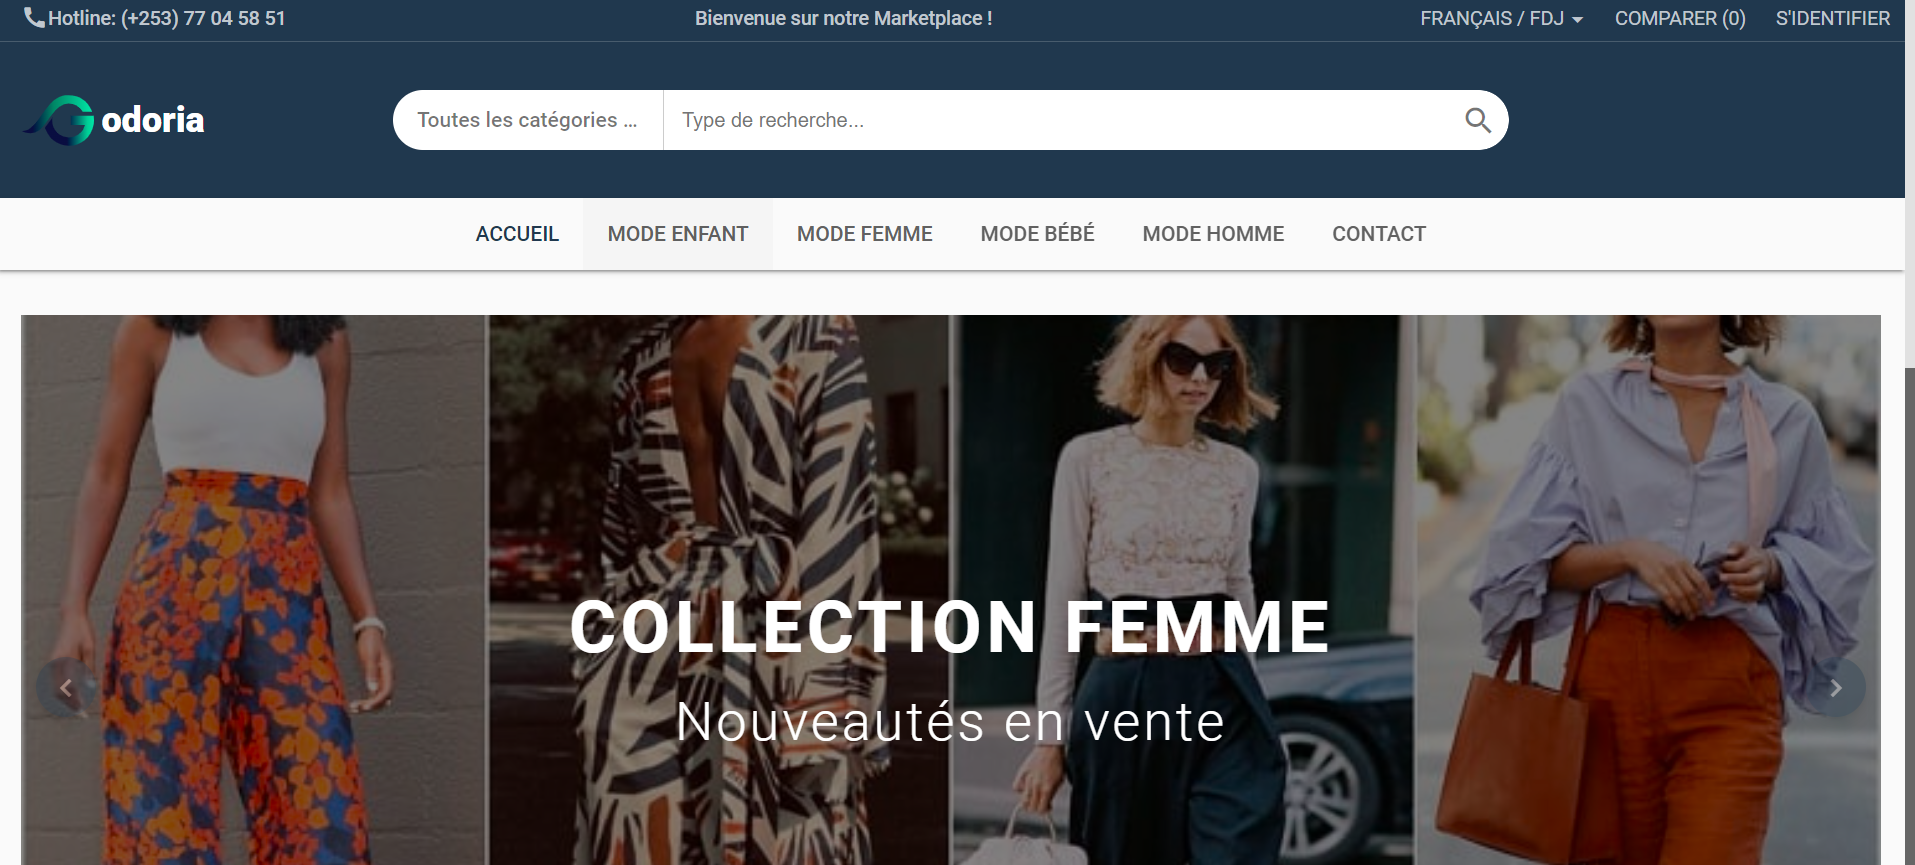 Hotline: (+253) 77 04 58 51
Bienvenue sur notre Marketplace !
FRANÇAIS / FDJ
COMPARER (0)
S'IDENTIFIER
Godoria
Toutes les catégories ...
Type de recherche...
ACCUEIL
MODE ENFANT
MODE FEMME
MODE BÉBÉ
MODE HOMME
CONTACT
COLLECTION FEMME
Nouveautés en vente